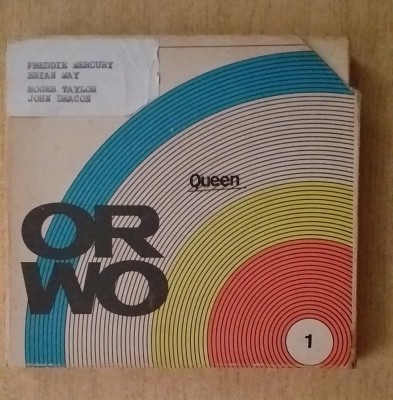 FREDDIE MERCURY
BRIAN MAY
ROGER TAYLOR
JOHN DEACON
Queen
OR
WO
1